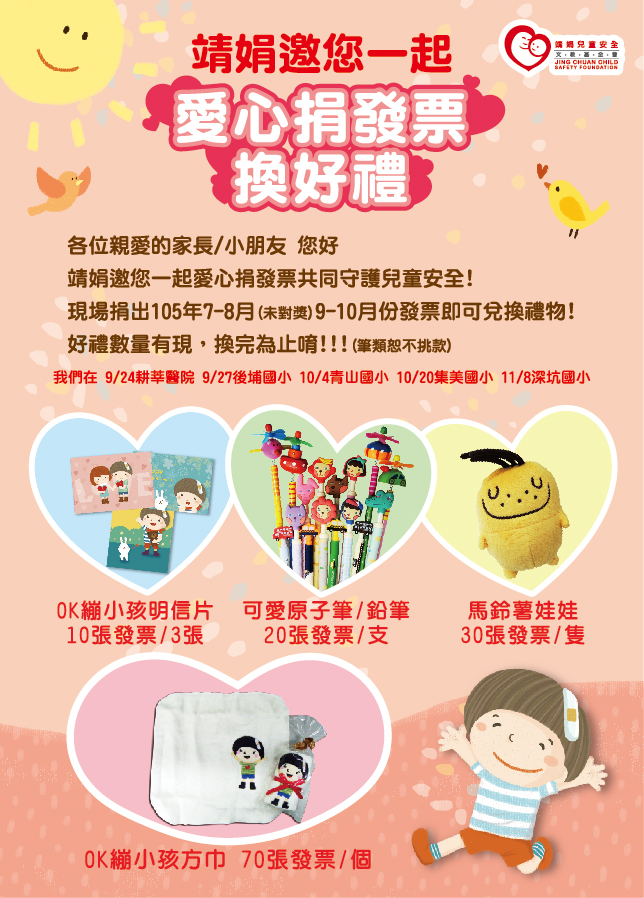 靖娟邀您一起
靖娟兒童安全
文‧教‧基‧金‧會
JING CHUAN CHILD
SAFETY FOUNDATION
愛心捐發票
換好禮
各位親愛的家長/小朋友 您好
靖娟邀您一起愛心捐發票共同守護兒童安全!
現場捐出105年7-8月(未對獎)9-10月份發票即可兌換禮物!
好禮數量有現，換完為止唷!!!(筆類恕不挑款)
我們在 9/24耕莘醫院 9/27後埔國小 10/4青山國小 10/20集美國小 11/8深坑國小
LOVE
OK繃小孩明信片
10張發票/3張
可愛原子筆/鉛筆
20張發票/支
馬鈴薯娃娃
30張發票/隻
OK繃小孩方巾 70張發票/個